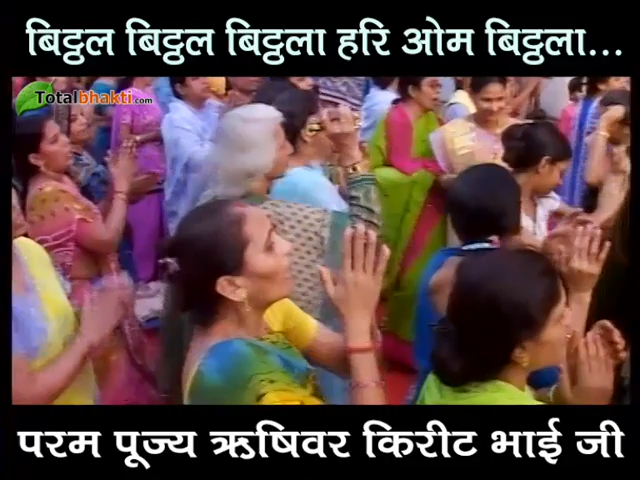 बिट्ठल बिट्ठल बिट्ठला हरि ओम बिट्ठला...
Totalbhakti.com
परम पूज्य ऋषिवर किरीट भाई जी